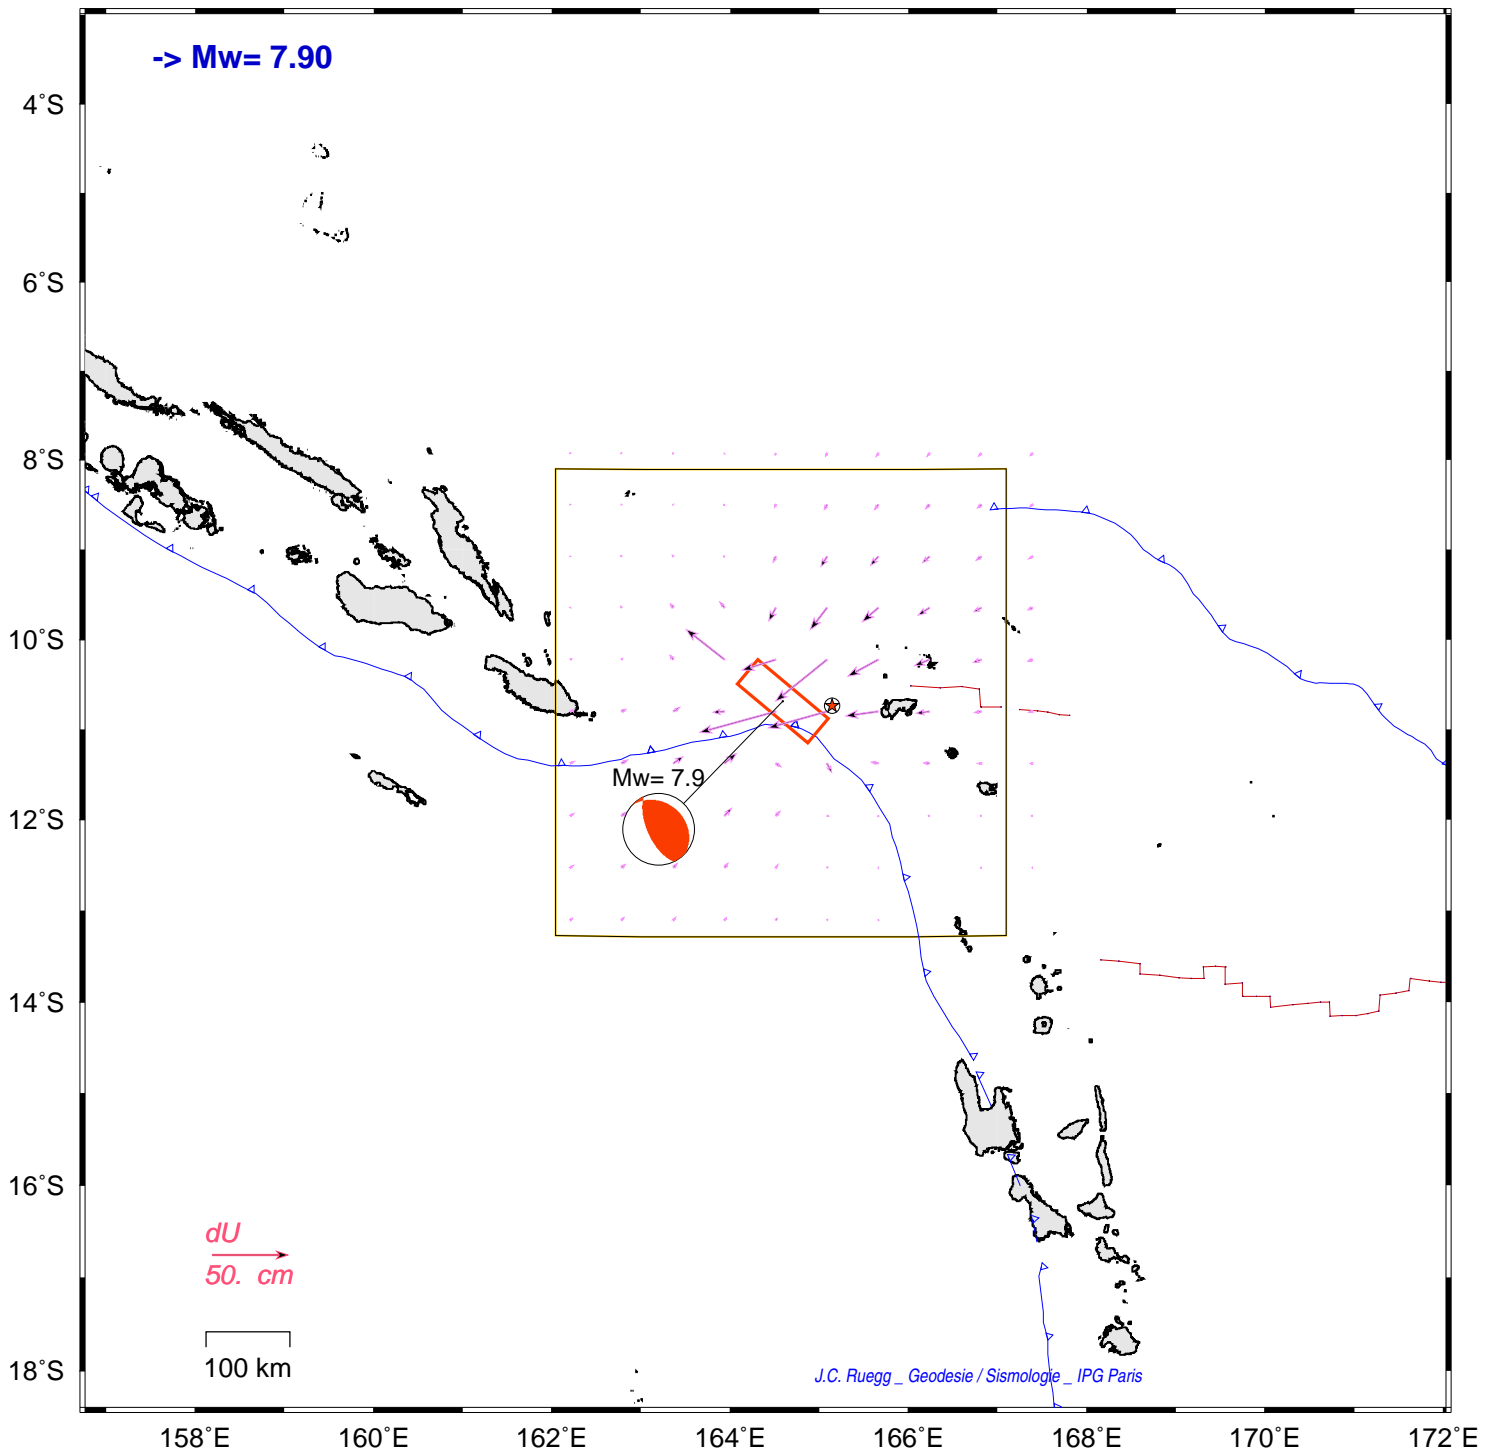 -> Mw= 7.90
4°S
6°S
8°S
10°S
12°S
14°S
16°S
18°S
Mw= 7.9
dU
50. cm
100 km
J.C. Ruegg _ Geodesie / Sismologie _ IPG Paris
158°E
160°E
162°E
164°E
166°E
168°E
170°E
172°E